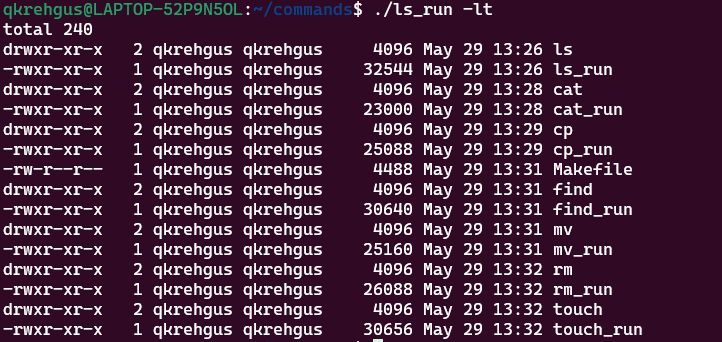 qkrehgus@LAPTOP-52P9N5OL:~/commands$ ./ls_run -lt
total 240
drwxr-xr-x   2 qkrehgus qkrehgus     4096 May 29 13:26 ls
-rwxr-xr-x   1 qkrehgus qkrehgus    32544 May 29 13:26 ls_run
drwxr-xr-x   2 qkrehgus qkrehgus     4096 May 29 13:28 cat
-rwxr-xr-x   1 qkrehgus qkrehgus    23000 May 29 13:28 cat_run
drwxr-xr-x   2 qkrehgus qkrehgus     4096 May 29 13:29 cp
-rwxr-xr-x   1 qkrehgus qkrehgus    25088 May 29 13:29 cp_run
-rw-r--r--   1 qkrehgus qkrehgus     4488 May 29 13:31 Makefile
drwxr-xr-x   2 qkrehgus qkrehgus     4096 May 29 13:31 find
-rwxr-xr-x   1 qkrehgus qkrehgus    30640 May 29 13:31 find_run
drwxr-xr-x   2 qkrehgus qkrehgus     4096 May 29 13:31 mv
-rwxr-xr-x   1 qkrehgus qkrehgus    25160 May 29 13:31 mv_run
drwxr-xr-x   2 qkrehgus qkrehgus     4096 May 29 13:32 rm
-rwxr-xr-x   1 qkrehgus qkrehgus    26088 May 29 13:32 rm_run
drwxr-xr-x   2 qkrehgus qkrehgus     4096 May 29 13:32 touch
-rwxr-xr-x   1 qkrehgus qkrehgus    30656 May 29 13:32 touch_run